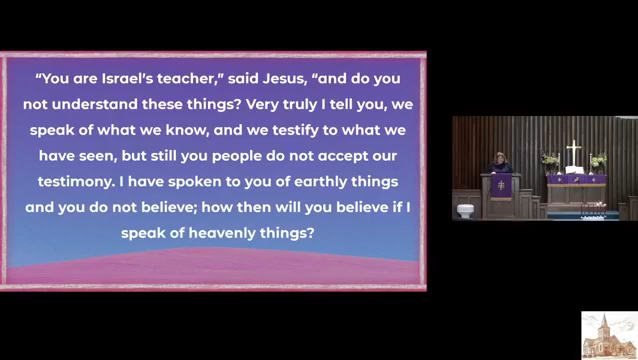 “You are Israel’s teacher,” said Jesus, “and do you
not understand these things? Very truly I tell you, we
speak of what we know, and we testify to what we
have seen, but still you people do not accept our
testimony. I have spoken to you of earthly things
and you do not believe; how then will you believe if I
speak of heavenly things?